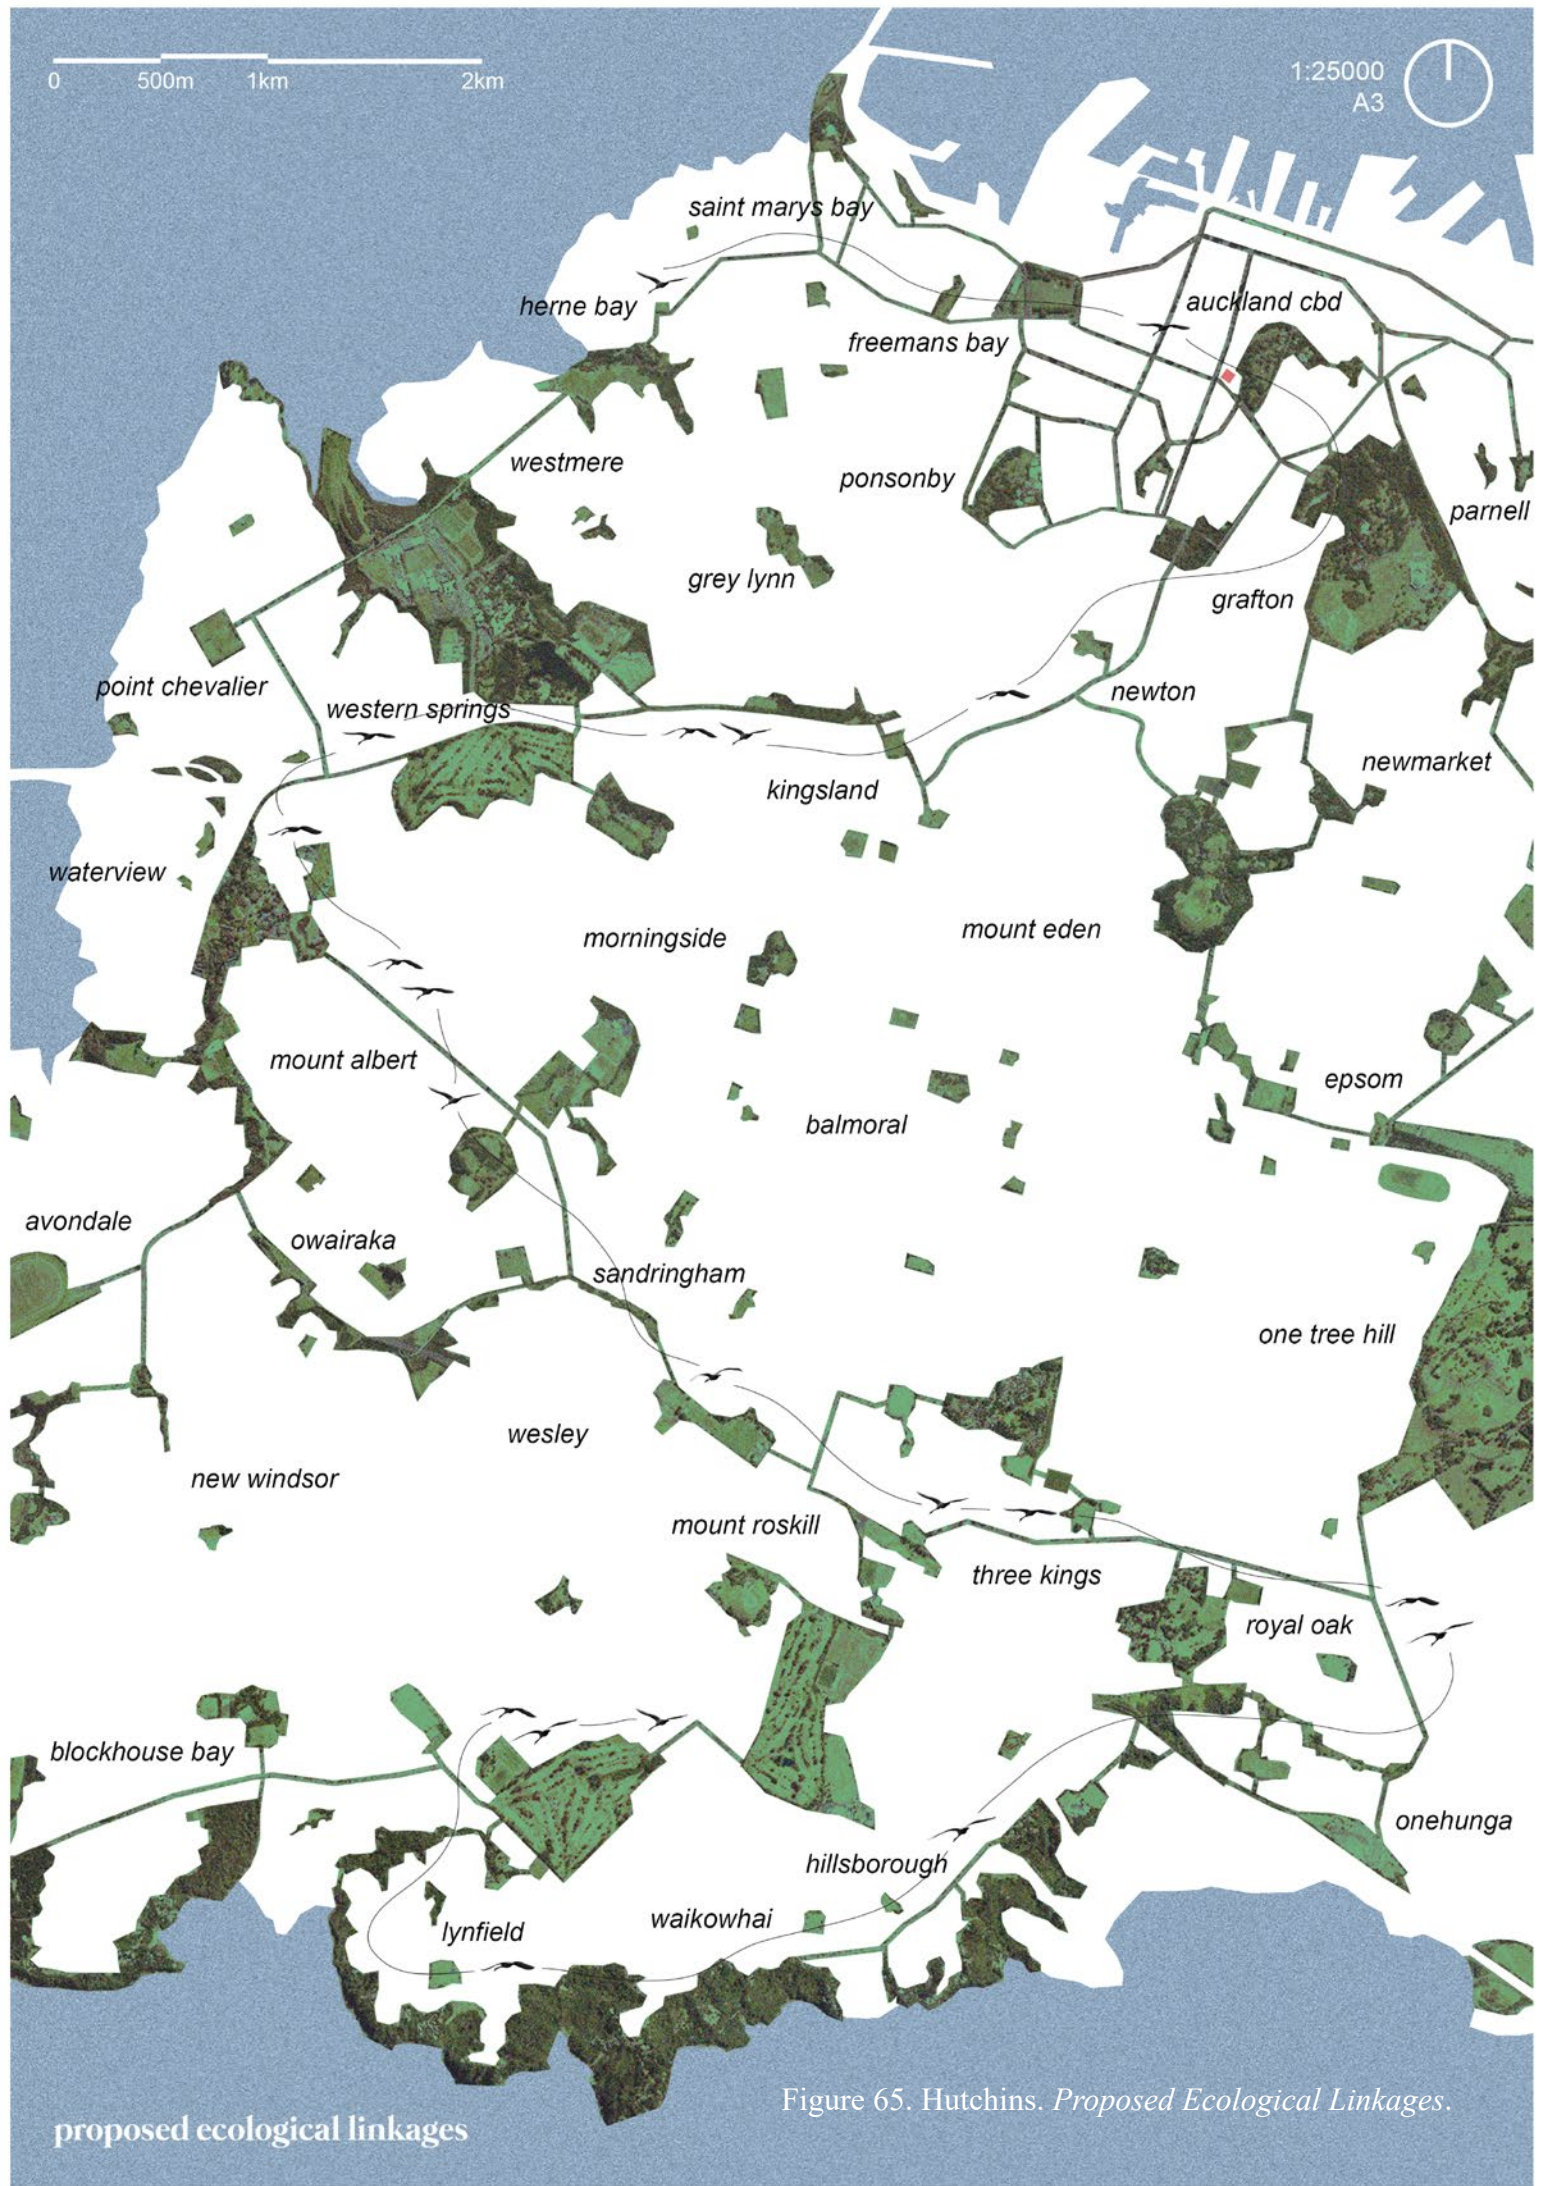 0 500m 1km 2km
1:25000
A3
saint marys bay
herne bay
auckland cbd
freemans bay
westmere
ponsonby
parnell
grey lynn
grafton
point chevalier
western springs
newton
newmarket
kingsland
waterview
morningside
mount eden
mount albert
epsom
balmoral
avondale
owairaka
sandringham
one tree hill
wesley
new windsor
mount roskill
three kings
royal oak
blockhouse bay
onehunga
hillsborough
lynfield
waikowhai
Figure 65. Hutchins. Proposed Ecological Linkages.
proposed ecological linkages